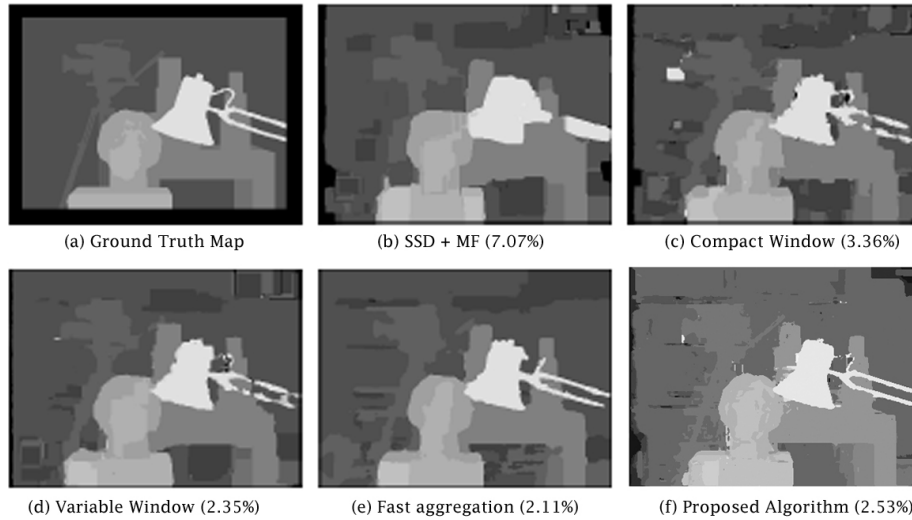 (a) Ground Truth Map
(b) SSD + MF (7.07%)
(c) Compact Window (3.36%)
(d) Variable Window (2.35%)
(e) Fast aggregation (2.11%)
(f) Proposed Algorithm (2.53%)